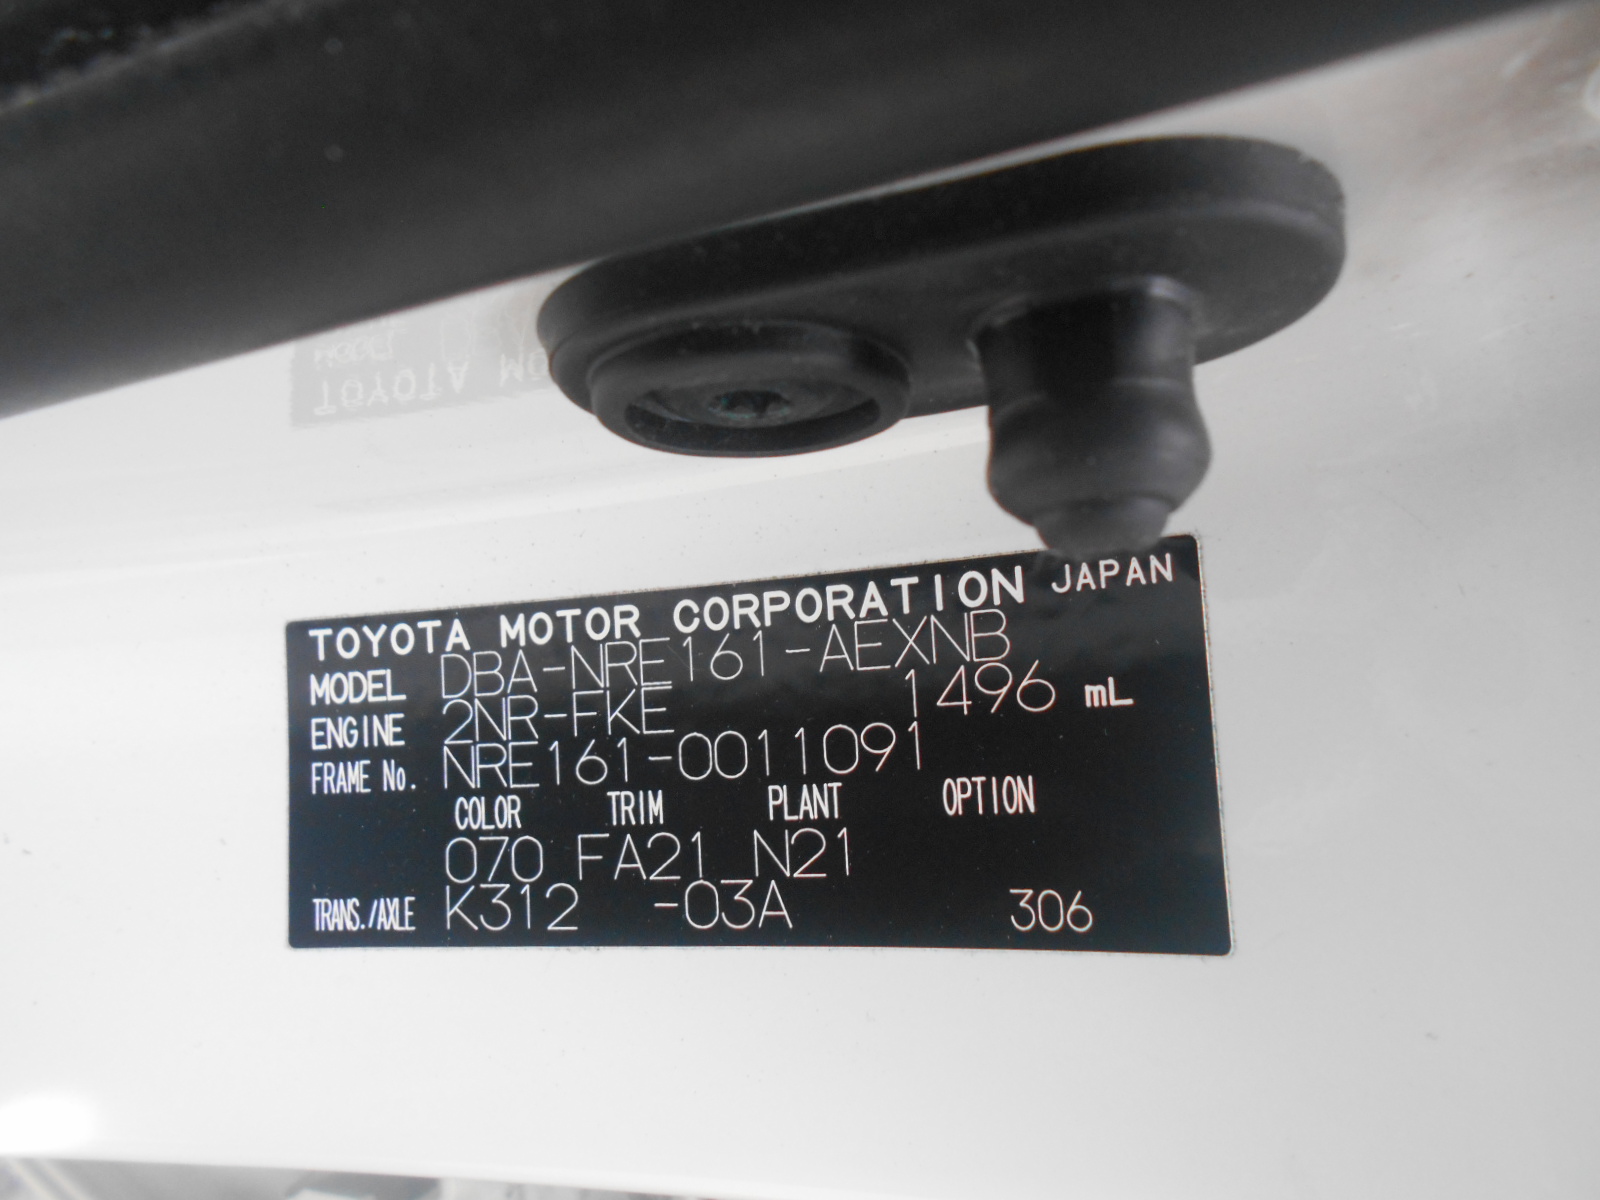 TOYOTA MOTOR CORPORATION JAPAN
MODEL DBA-NRE161-AEXNB
ENGINE 2NR-FKE 1496 mL
FRAME No. NRE161-0011091
COLOR TRIM PLANT OPTION
070 FA21 N21
TRANS./AXLE K312 -03A 306